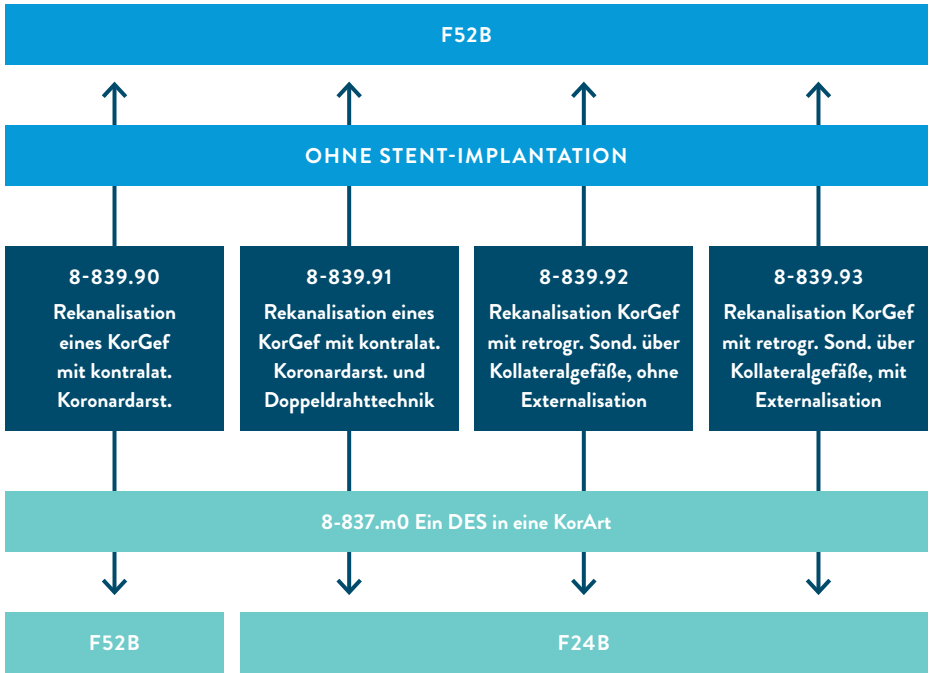 F52B
OHNE STENT-IMPLANTATION
8-839.90
Rekanalisation
eines KorGef
mit kontralat.
Koronardarst.
8-839.91
Rekanalisation eines
KorGef mit kontralat.
Koronardarst. und
Doppeldrahttechnik
8-839.92
Rekanalisation KorGef
mit retrogr. Sond. über
Kollateralgefäße, ohne
Externalisation
8-839.93
Rekanalisation KorGef
mit retrogr. Sond. über
Kollateralgefäße, mit
Externalisation
8-837.m0 Ein DES in eine KorArt
F52B
F24B